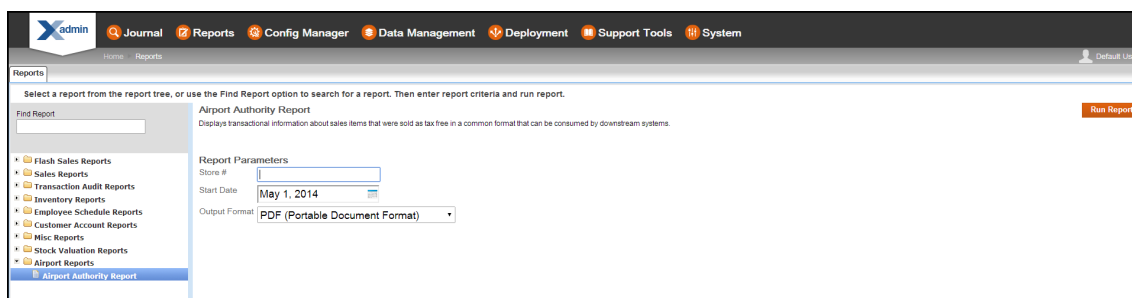 Xadmin
Journal Reports Config Manager Data Management Deployment Support Tools System
Home Reports
Default Us
Reports
Select a report from the report tree, or use the Find Report option to search for a report. Then enter report criteria and run report.
Find Report
Airport Authority Report
Run Report
Displays transactional information about sales items that were sold as tax free in a common format that can be consumed by downstream systems.
Flash Sales Reports
Sales Reports
Transaction Audit Reports
Inventory Reports
Employee Schedule Reports
Customer Account Reports
Misc Reports
Stock Valuation Reports
Airport Reports
Airport Authority Report
Report Parameters
Store #
Start Date May 1, 2014
Output Format PDF (Portable Document Format)